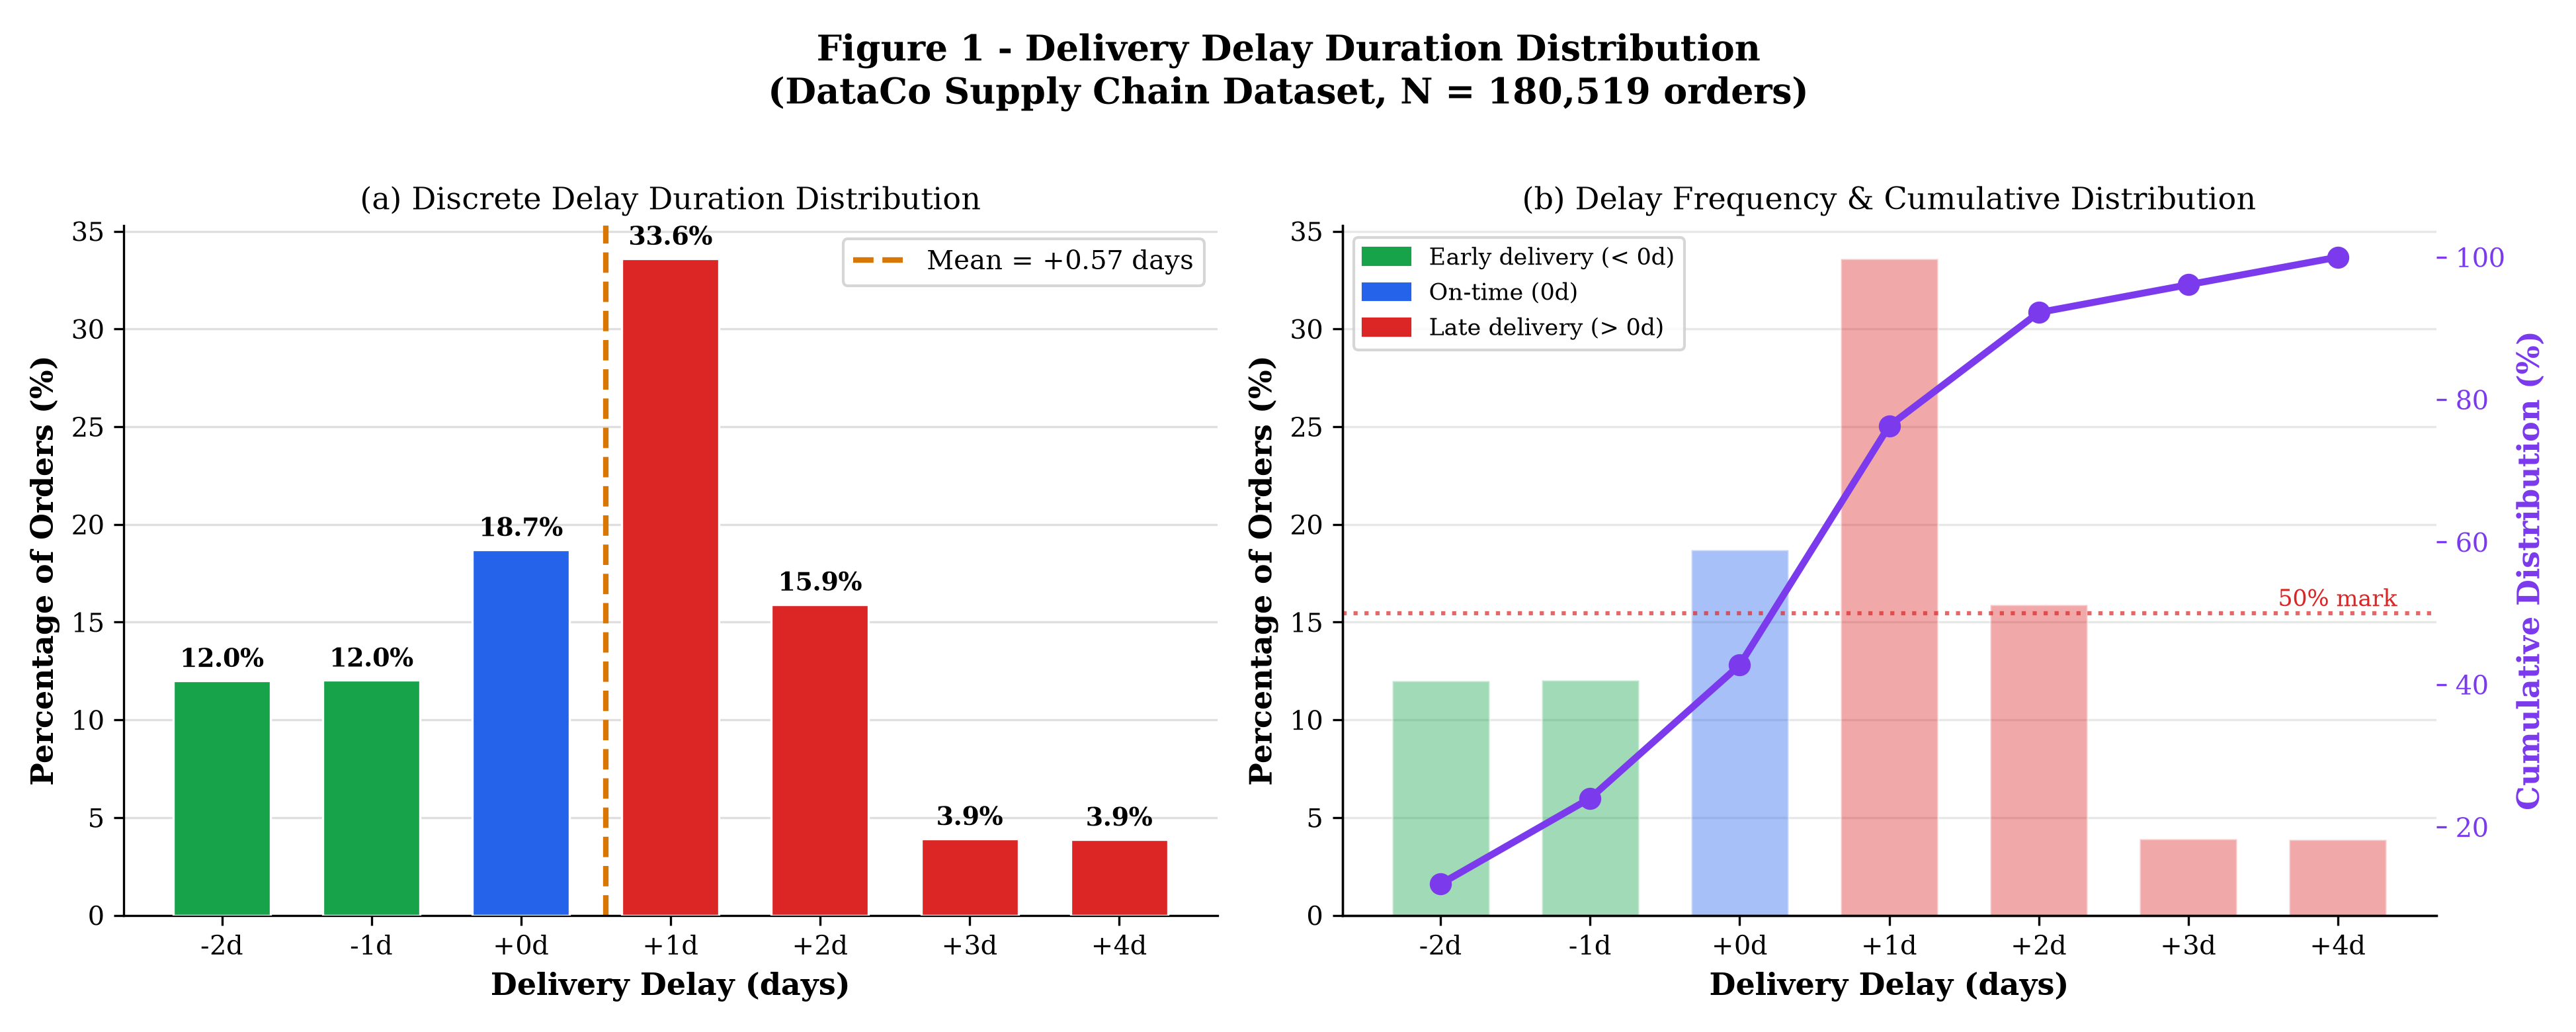 Figure 1 - Delivery Delay Duration Distribution
(DataCo Supply Chain Dataset, N = 180,519 orders)
(a) Discrete Delay Duration Distribution
Percentage of Orders (%)
35
30
25
20
15
10
5
0
12.0%
12.0%
18.7%
33.6%
15.9%
3.9%
3.9%
Mean = +0.57 days
-2d
-1d
+0d
+1d
+2d
+3d
+4d
Delivery Delay (days)
(b) Delay Frequency & Cumulative Distribution
Percentage of Orders (%)
35
30
25
20
15
10
5
0
Early delivery (< 0d)
On-time (0d)
Late delivery (> 0d)
50% mark
100
80
60
40
20
Cumulative Distribution (%)
-2d
-1d
+0d
+1d
+2d
+3d
+4d
Delivery Delay (days)